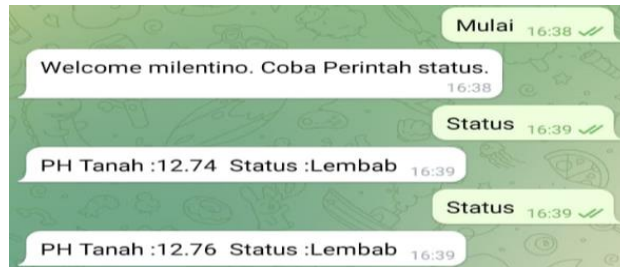 Mulai 16:38
Welcome milentino. Coba Perintah status.
16:38
Status 16:39
PH Tanah :12.74 Status :Lembab 16:39
Status 16:39
PH Tanah :12.76 Status :Lembab 16:39